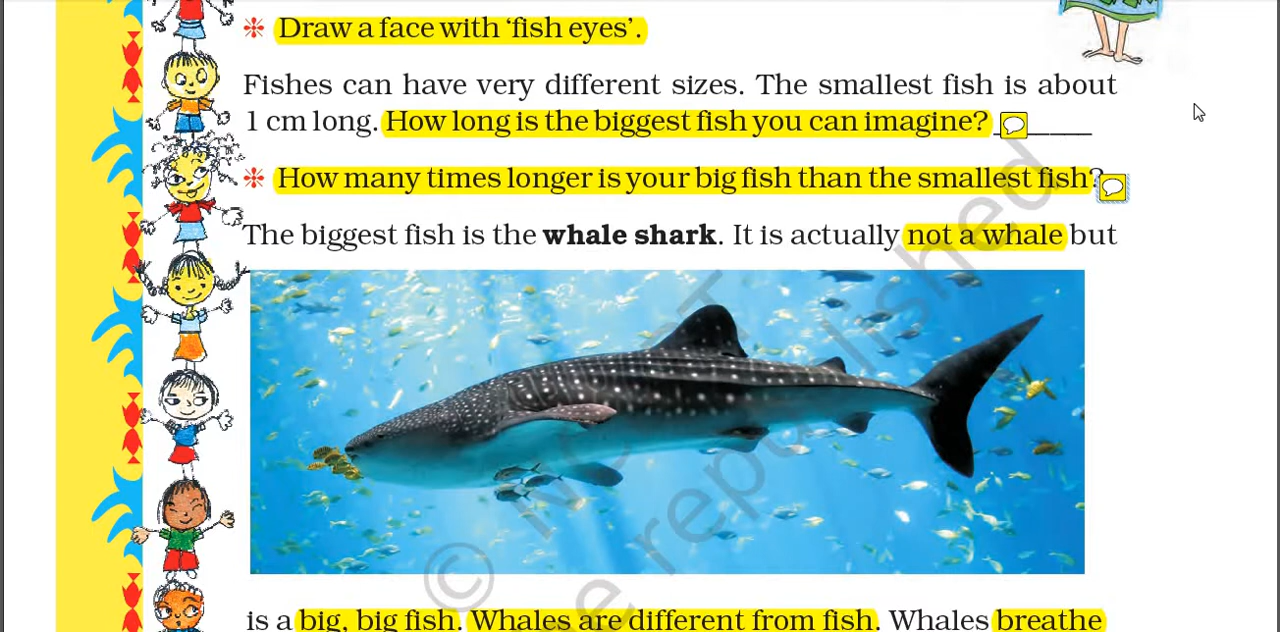 Draw a face with 'fish eyes'.
Fishes can have very different sizes. The smallest fish is about
1 cm long. How long is the biggest fish you can imagine?
How many times longer is your big fish than the smallest fish?
The biggest fish is the whale shark. It is actually not a whale but
is a big, big fish. Whales are different from fish. Whales breathe
© NCERT
be republished